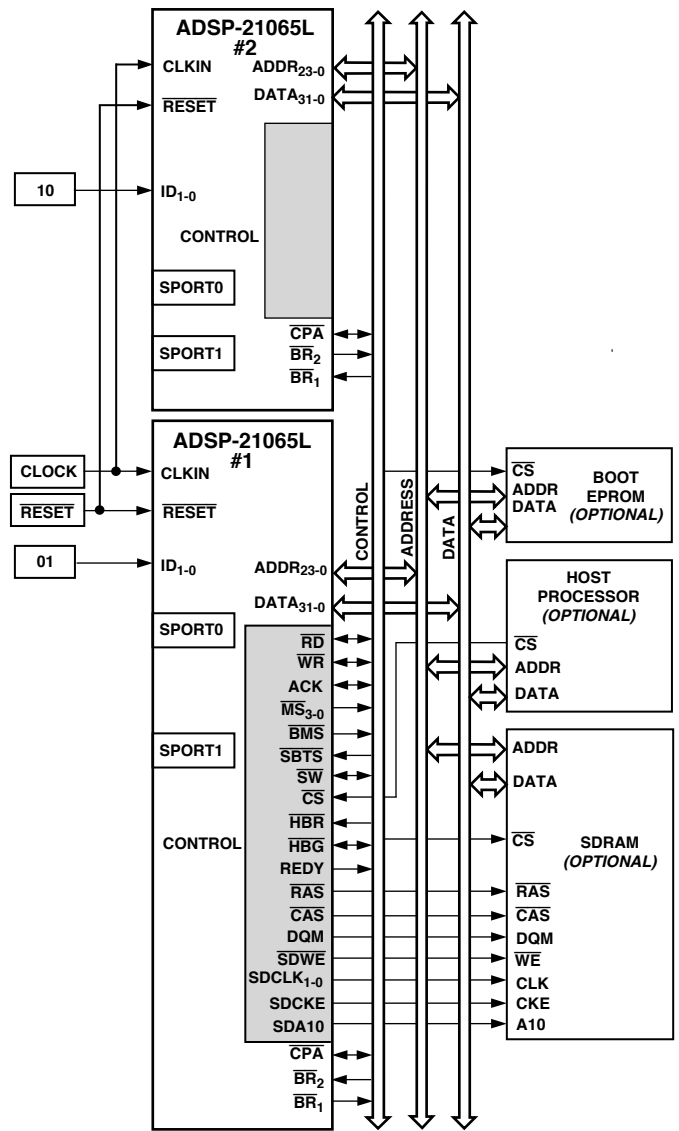 ADSP-21065L
#2
CLKIN
ADDR23-0
DATA31-0
RESET
10
ID1-0
CONTROL
SPORT0
SPORT1
CPA
BR2
BR1
ADSP-21065L
#1
CLOCK
CLKIN
RESET
RESET
01
ID1-0
ADDR23-0
DATA31-0
SPORT0
RD
WR
ACK
MS3-0
BMS
SPORT1
SBTS
SW
CS
HBR
CONTROL
HBG
REDY
RAS
CAS
DQM
SDWE
SDCLK1-0
SDCKE
SDA10
CPA
BR2
BR1
CONTROL
ADDRESS
DATA
CS
BOOT
EPROM
(OPTIONAL)
ADDR
DATA
HOST
PROCESSOR
(OPTIONAL)
CS
ADDR
DATA
ADDR
DATA
SDRAM
(OPTIONAL)
CS
RAS
CAS
DQM
WE
CLK
CKE
A10